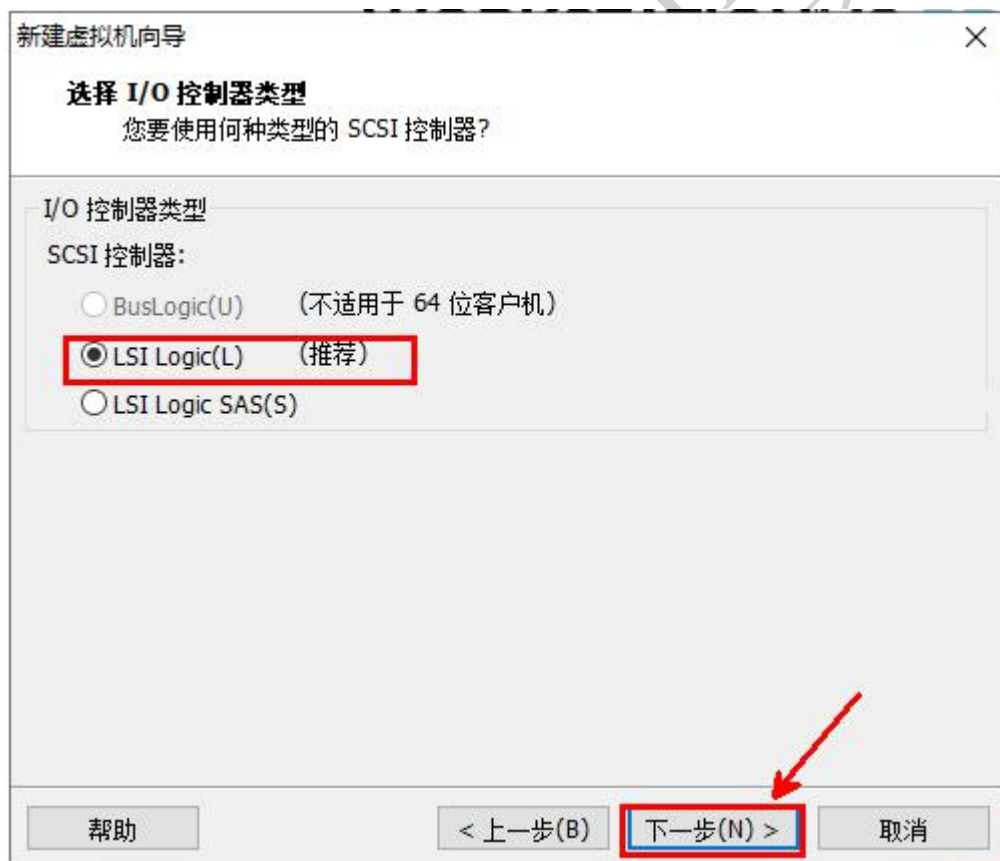 新建虚拟机向导
选择 I/O 控制器类型
您要使用何种类型的 SCSI 控制器?
I/O 控制器类型
SCSI 控制器:
BusLogic(U) (不适用于 64 位客户机)
LSI Logic(L) (推荐)
LSI Logic SAS(S)
帮助 < 上一步(B) 下一步(N) > 取消